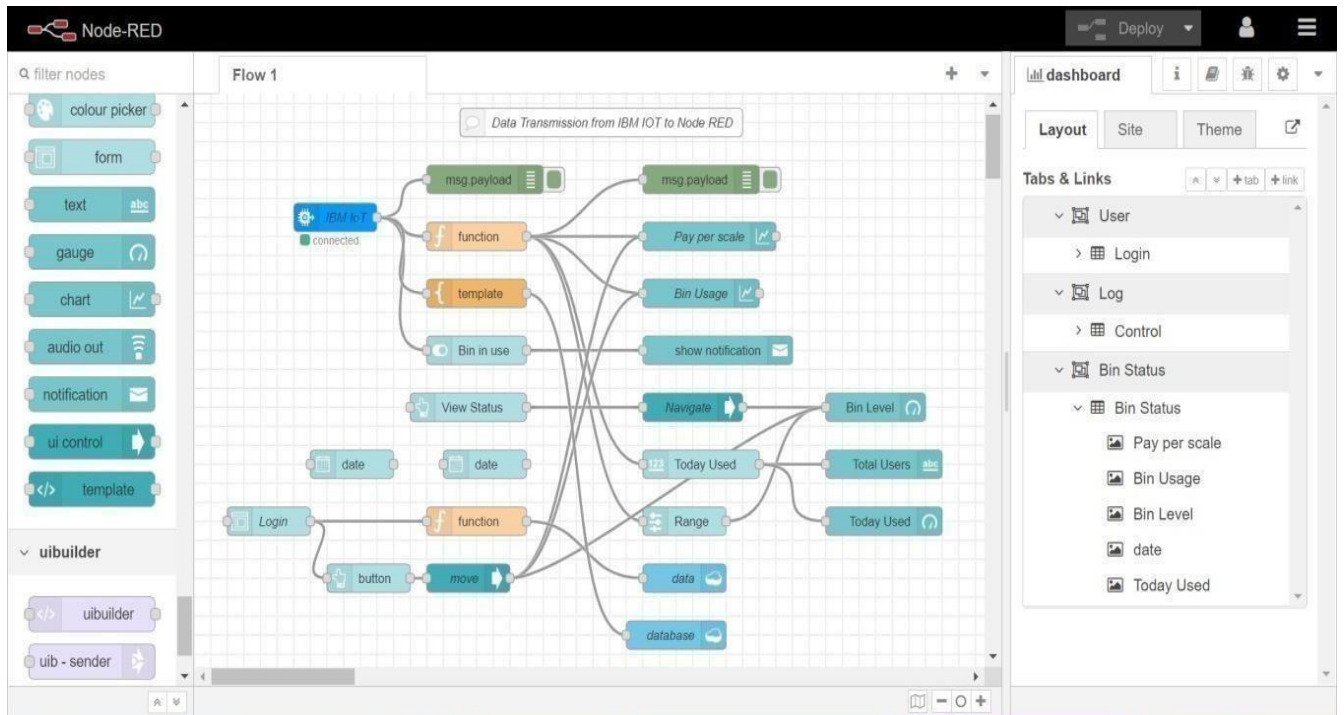 Node-RED
Deploy
filter nodes
colour picker
form
text
abc
gauge
chart
audio out
notification
ui control
template
uibuilder
uibuilder
uib - sender
Flow 1
Data Transmission from IBM IOT to Node RED
msg.payload
msg.payload
IBM IoT
connected
function
Pay per scale
template
Bin Usage
Bin in use
show notification
View Status
Navigate
Bin Level
date
date
123 Today Used
Total Users abc
Login
function
Range
Today Used
button
move
data
database
dashboard
Layout
Site
Theme
Tabs & Links
+ tab
+ link
User
Login
Log
Control
Bin Status
Bin Status
Pay per scale
Bin Usage
Bin Level
date
Today Used